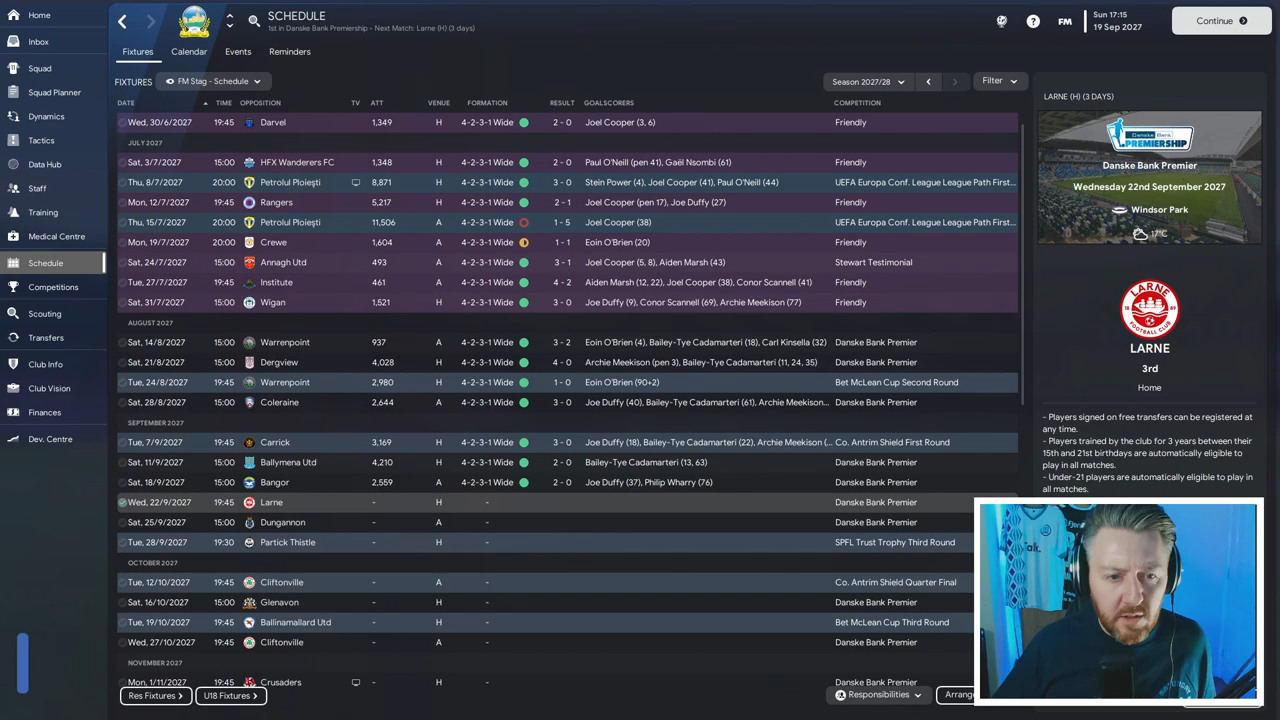 Home
Inbox
Squad
Squad Planner
Dynamics
Tactics
Data Hub
Staff
Training
Medical Centre
Schedule
Competitions
Scouting
Transfers
Club Info
Club Vision
Finances
Dev. Centre
SCHEDULE
1st in Danske Bank Premiership - Next Match: Larne (H) (3 days)
? FM
Sun 17:15
19 Sep 2027
Continue
Fixtures Calendar Events Reminders
FIXTURES FM Stag - Schedule Season 2027/28 Filter
DATE TIME OPPOSITION TV ATT VENUE FORMATION RESULT GOALSCORERS COMPETITION
Wed, 30/6/2027 19:45 Darvel 1,349 H 4-2-3-1 Wide 2 - 0 Joel Cooper (3, 6) Friendly
JULY 2027
Sat, 3/7/2027 15:00 HFX Wanderers FC 1,348 H 4-2-3-1 Wide 2 - 0 Paul O'Neill (pen 41), Gaël Nsombi (61) Friendly
Thu, 8/7/2027 20:00 Petrolul Ploieşti 8,871 H 4-2-3-1 Wide 3 - 0 Stein Power (4), Joel Cooper (41), Paul O'Neill (44) UEFA Europa Conf. League League Path First...
Mon, 12/7/2027 19:45 Rangers 5,217 H 4-2-3-1 Wide 2 - 1 Joel Cooper (pen 17), Joe Duffy (27) Friendly
Thu, 15/7/2027 20:00 Petrolul Ploieşti 11,506 A 4-2-3-1 Wide 1 - 5 Joel Cooper (38) UEFA Europa Conf. League League Path First...
Mon, 19/7/2027 20:00 Crewe 1,604 H 4-2-3-1 Wide 1 - 1 Eoin O'Brien (20) Friendly
Sat, 24/7/2027 15:00 Annagh Utd 493 A 4-2-3-1 Wide 3 - 1 Joel Cooper (5, 8), Aiden Marsh (43) Stewart Testimonial
Tue, 27/7/2027 19:45 Institute 461 A 4-2-3-1 Wide 4 - 2 Aiden Marsh (12, 22), Joel Cooper (38), Conor Scannell (41) Friendly
Sat, 31/7/2027 15:00 Wigan 1,521 H 4-2-3-1 Wide 3 - 0 Joe Duffy (9), Conor Scannell (69), Archie Meekison (77) Friendly
AUGUST 2027
Sat, 14/8/2027 15:00 Warrenpoint 937 A 4-2-3-1 Wide 3 - 2 Eoin O'Brien (4), Bailey-Tye Cadamarteri (18), Carl Kinsella (32) Danske Bank Premier
Sat, 21/8/2027 15:00 Dergview 4,028 H 4-2-3-1 Wide 4 - 0 Archie Meekison (pen 3), Bailey-Tye Cadamarteri (11, 24, 35) Danske Bank Premier
Tue, 24/8/2027 19:45 Warrenpoint 2,980 H 4-2-3-1 Wide 1 - 0 Eoin O'Brien (90+2) Bet McLean Cup Second Round
Sat, 28/8/2027 15:00 Coleraine 2,644 A 4-2-3-1 Wide 3 - 0 Joe Duffy (40), Bailey-Tye Cadamarteri (61), Archie Meekison... Danske Bank Premier
SEPTEMBER 2027
Tue, 7/9/2027 19:45 Carrick 3,169 H 4-2-3-1 Wide 3 - 0 Joe Duffy (18), Bailey-Tye Cadamarteri (22), Archie Meekison (... Co. Antrim Shield First Round
Sat, 11/9/2027 15:00 Ballymena Utd 4,210 H 4-2-3-1 Wide 2 - 0 Bailey-Tye Cadamarteri (13, 63) Danske Bank Premier
Sat, 18/9/2027 15:00 Bangor 2,559 A 4-2-3-1 Wide 2 - 0 Joe Duffy (37), Philip Wharry (76) Danske Bank Premier
Wed, 22/9/2027 19:45 Larne - H - Danske Bank Premier
Sat, 25/9/2027 15:00 Dungannon - A - Danske Bank Premier
Tue, 28/9/2027 19:30 Partick Thistle - H - SPFL Trust Trophy Third Round
OCTOBER 2027
Tue, 12/10/2027 19:45 Cliftonville - A - Co. Antrim Shield Quarter Final
Sat, 16/10/2027 15:00 Glenavon - H - Danske Bank Premier
Tue, 19/10/2027 19:45 Ballinamallard Utd - H - Bet McLean Cup Third Round
Wed, 27/10/2027 19:45 Cliftonville - A - Danske Bank Premier
NOVEMBER 2027
Mon, 1/11/2027 19:45 Crusaders - H - Danske Bank Premier
Res Fixtures U18 Fixtures Responsibilities Arrang
LARNE (H) (3 DAYS)
Danske Bank
PREMIERSHIP
Danske Bank Premier
Wednesday 22nd September 2027
Windsor Park
17°C
LARNE
18 89
FOOTBALL CLUB
LARNE
3rd
Home
- Players signed on free transfers can be registered at
any time.
- Players trained by the club for 3 years between their
15th and 21st birthdays are automatically eligible to
play in all matches.
- Under-21 players are automatically eligible to play in
all matches.